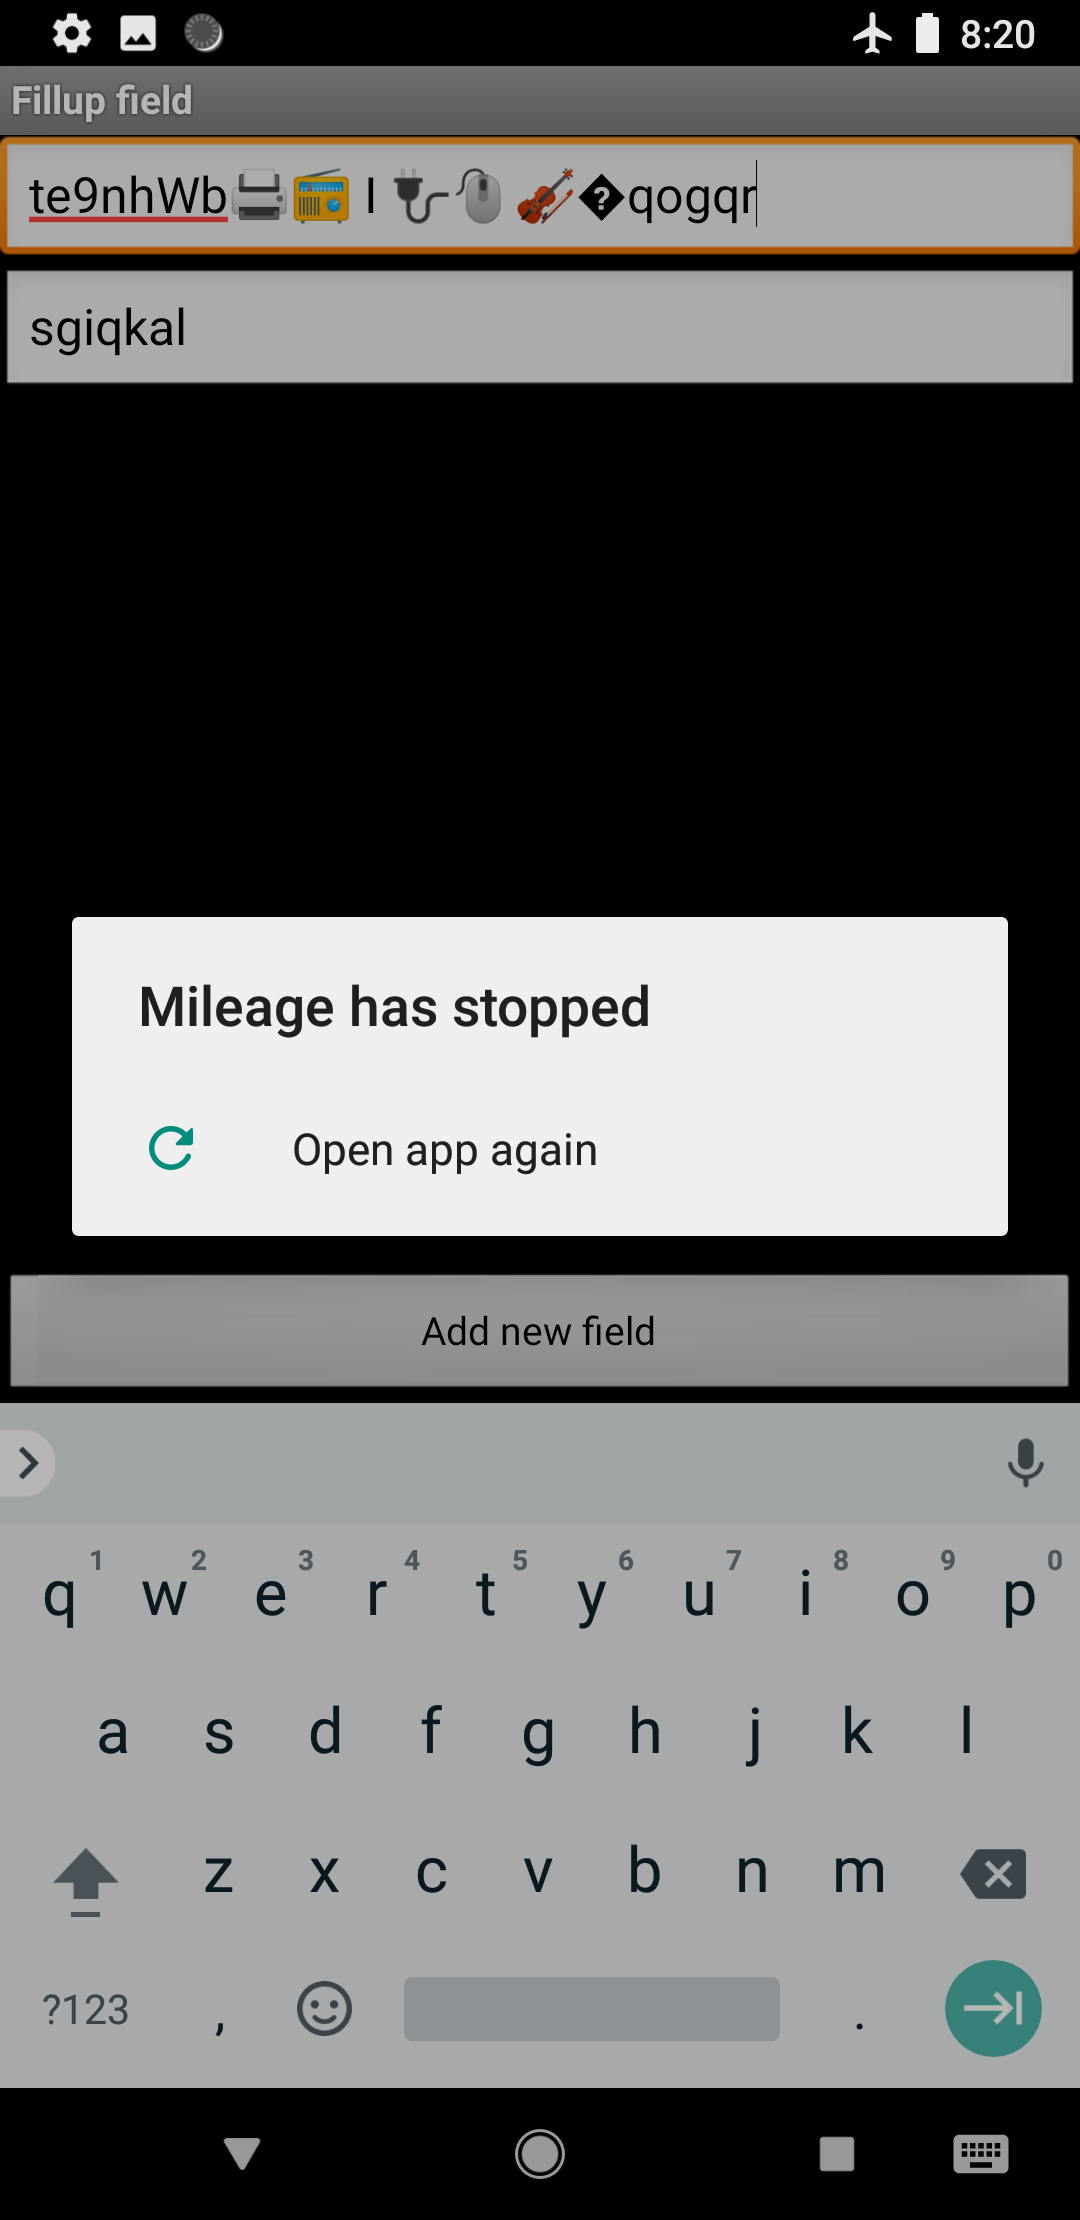 8:20
Fillup field
te9nhWb🖨📻 I 🔌🖱🎻�qogqr
sgiqkal
Mileage has stopped
Open app again
Add new field
1 2 3 4 5 6 7 8 9 0
q w e r t y u i o p
a s d f g h j k l
z x c v b n m
?123 , .